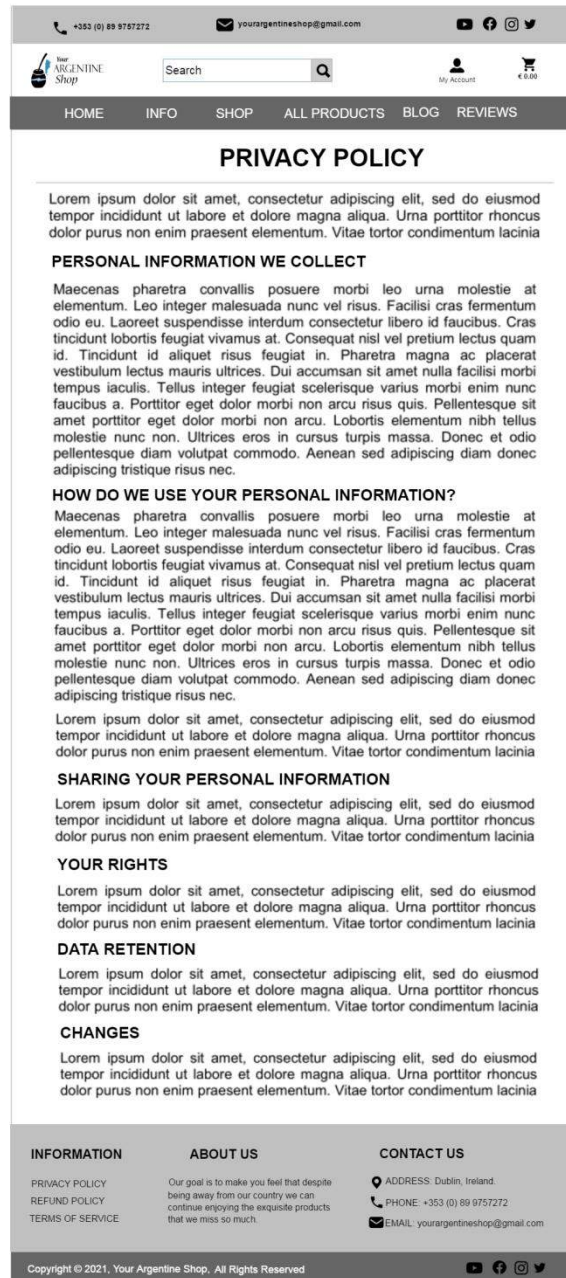 +353 (0) 89 9757272 yourargentineshop@gmail.com
Your
ARGENTINE
Shop
Search
My Account € 0.00
HOME INFO SHOP ALL PRODUCTS BLOG REVIEWS
PRIVACY POLICY
Lorem ipsum dolor sit amet, consectetur adipiscing elit, sed do eiusmod
tempor incididunt ut labore et dolore magna aliqua. Urna porttitor rhoncus
dolor purus non enim praesent elementum. Vitae tortor condimentum lacinia
PERSONAL INFORMATION WE COLLECT
Maecenas pharetra convallis posuere morbi leo urna molestie at
elementum. Leo integer malesuada nunc vel risus. Facilisi cras fermentum
odio eu. Laoreet suspendisse interdum consectetur libero id faucibus. Cras
tincidunt lobortis feugiat vivamus at. Consequat nisl vel pretium lectus quam
id. Tincidunt id aliquet risus feugiat in. Pharetra magna ac placerat
vestibulum lectus mauris ultrices. Dui accumsan sit amet nulla facilisi morbi
tempus iaculis. Tellus integer feugiat scelerisque varius morbi enim nunc
faucibus a. Porttitor eget dolor morbi non arcu risus quis. Pellentesque sit
amet porttitor eget dolor morbi non arcu. Lobortis elementum nibh tellus
molestie nunc non. Ultrices eros in cursus turpis massa. Donec et odio
pellentesque diam volutpat commodo. Aenean sed adipiscing diam donec
adipiscing tristique risus nec.
HOW DO WE USE YOUR PERSONAL INFORMATION?
Maecenas pharetra convallis posuere morbi leo urna molestie at
elementum. Leo integer malesuada nunc vel risus. Facilisi cras fermentum
odio eu. Laoreet suspendisse interdum consectetur libero id faucibus. Cras
tincidunt lobortis feugiat vivamus at. Consequat nisl vel pretium lectus quam
id. Tincidunt id aliquet risus feugiat in. Pharetra magna ac placerat
vestibulum lectus mauris ultrices. Dui accumsan sit amet nulla facilisi morbi
tempus iaculis. Tellus integer feugiat scelerisque varius morbi enim nunc
faucibus a. Porttitor eget dolor morbi non arcu risus quis. Pellentesque sit
amet porttitor eget dolor morbi non arcu. Lobortis elementum nibh tellus
molestie nunc non. Ultrices eros in cursus turpis massa. Donec et odio
pellentesque diam volutpat commodo. Aenean sed adipiscing diam donec
adipiscing tristique risus nec.
Lorem ipsum dolor sit amet, consectetur adipiscing elit, sed do eiusmod
tempor incididunt ut labore et dolore magna aliqua. Urna porttitor rhoncus
dolor purus non enim praesent elementum. Vitae tortor condimentum lacinia
SHARING YOUR PERSONAL INFORMATION
Lorem ipsum dolor sit amet, consectetur adipiscing elit, sed do eiusmod
tempor incididunt ut labore et dolore magna aliqua. Urna porttitor rhoncus
dolor purus non enim praesent elementum. Vitae tortor condimentum lacinia
YOUR RIGHTS
Lorem ipsum dolor sit amet, consectetur adipiscing elit, sed do eiusmod
tempor incididunt ut labore et dolore magna aliqua. Urna porttitor rhoncus
dolor purus non enim praesent elementum. Vitae tortor condimentum lacinia
DATA RETENTION
Lorem ipsum dolor sit amet, consectetur adipiscing elit, sed do eiusmod
tempor incididunt ut labore et dolore magna aliqua. Urna porttitor rhoncus
dolor purus non enim praesent elementum. Vitae tortor condimentum lacinia
CHANGES
Lorem ipsum dolor sit amet, consectetur adipiscing elit, sed do eiusmod
tempor incididunt ut labore et dolore magna aliqua. Urna porttitor rhoncus
dolor purus non enim praesent elementum. Vitae tortor condimentum lacinia
INFORMATION
PRIVACY POLICY
REFUND POLICY
TERMS OF SERVICE
ABOUT US
Our goal is to make you feel that despite
being away from our country we can
continue enjoying the exquisite products
that we miss so much.
CONTACT US
ADDRESS: Dublin, Ireland.
PHONE: +353 (0) 89 9757272
EMAIL: yourargentineshop@gmail.com
Copyright © 2021, Your Argentine Shop. All Rights Reserved